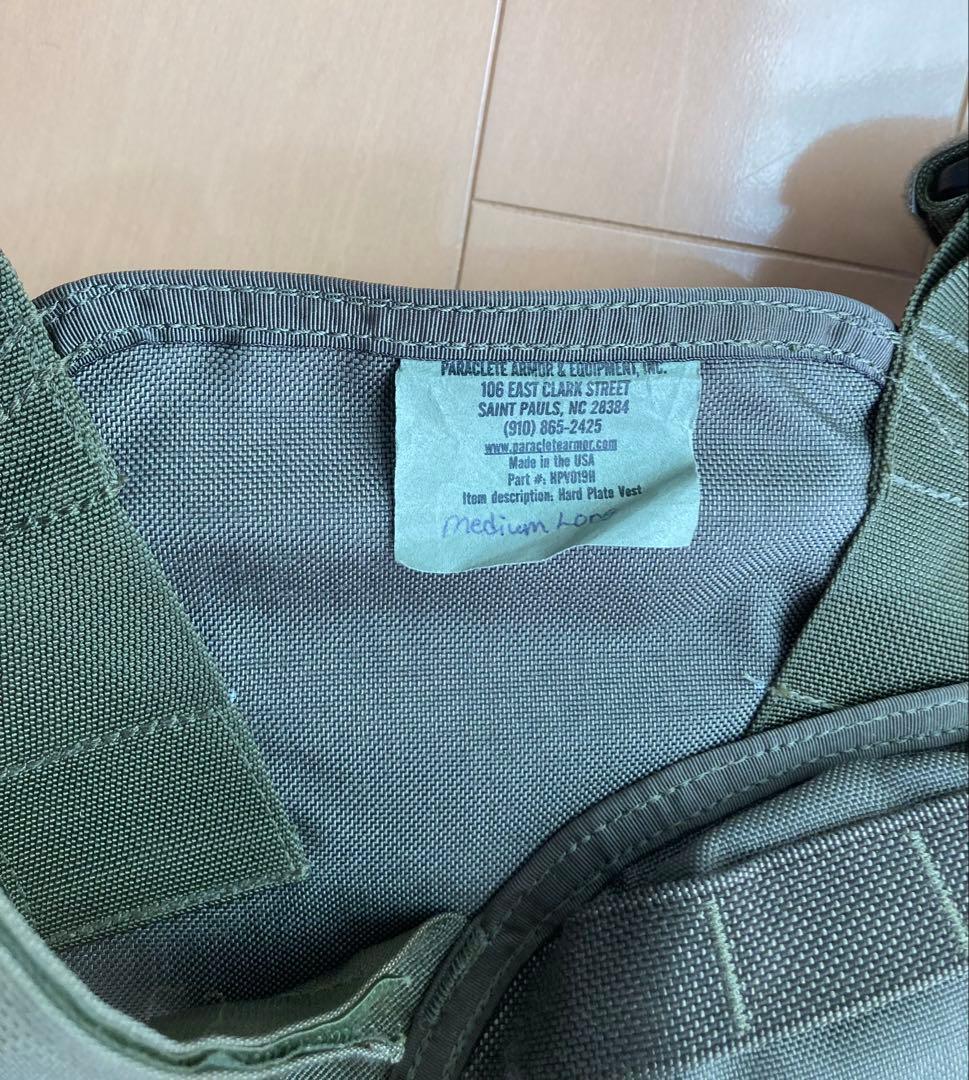 PARACLETE ARMOR & EQUIPMENT, INC.
106 EAST CLARK STREET
SAINT PAULS, NC 28384
(910) 865-2425
www.paracletearmor.com
Made in the USA
Part #: HPV019H
Item description: Hard Plate Vest
Medium Long